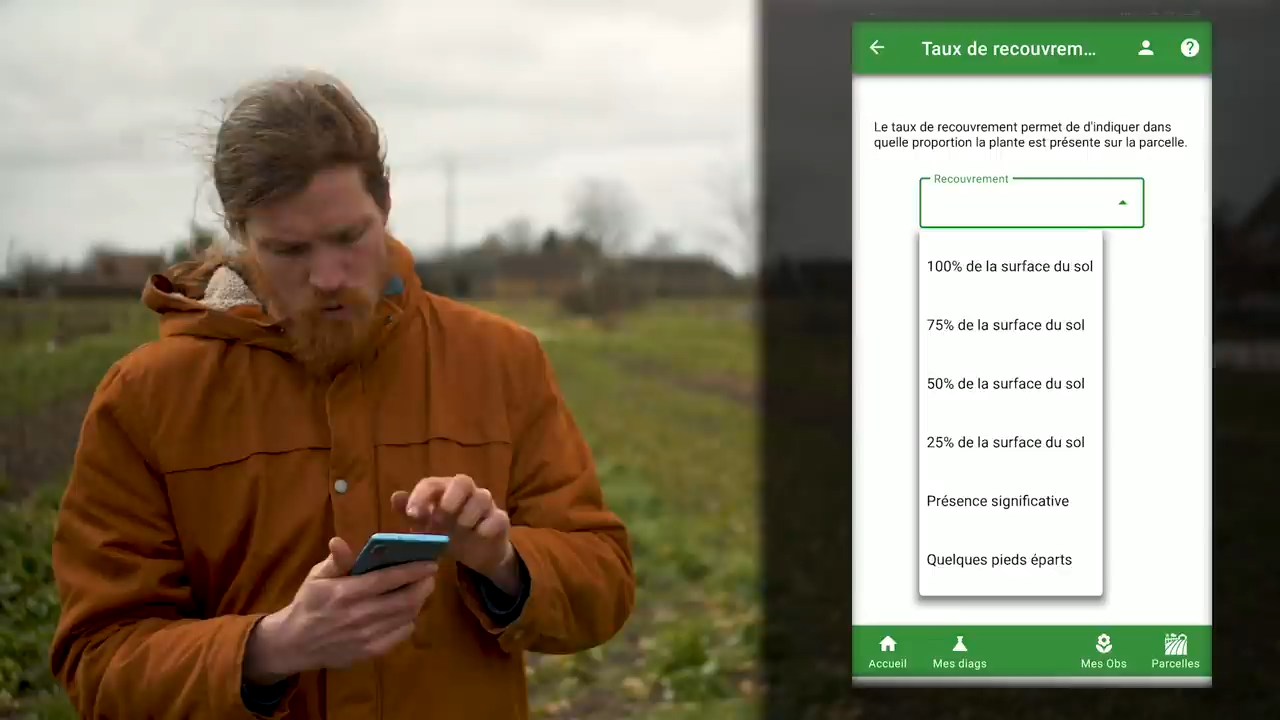 Taux de recouvrem...
Le taux de recouvrement permet de d'indiquer dans
quelle proportion la plante est présente sur la parcelle.
Recouvrement
100% de la surface du sol
75% de la surface du sol
50% de la surface du sol
25% de la surface du sol
Présence significative
Quelques pieds éparts
Accueil
Mes diags
Mes Obs
Parcelles